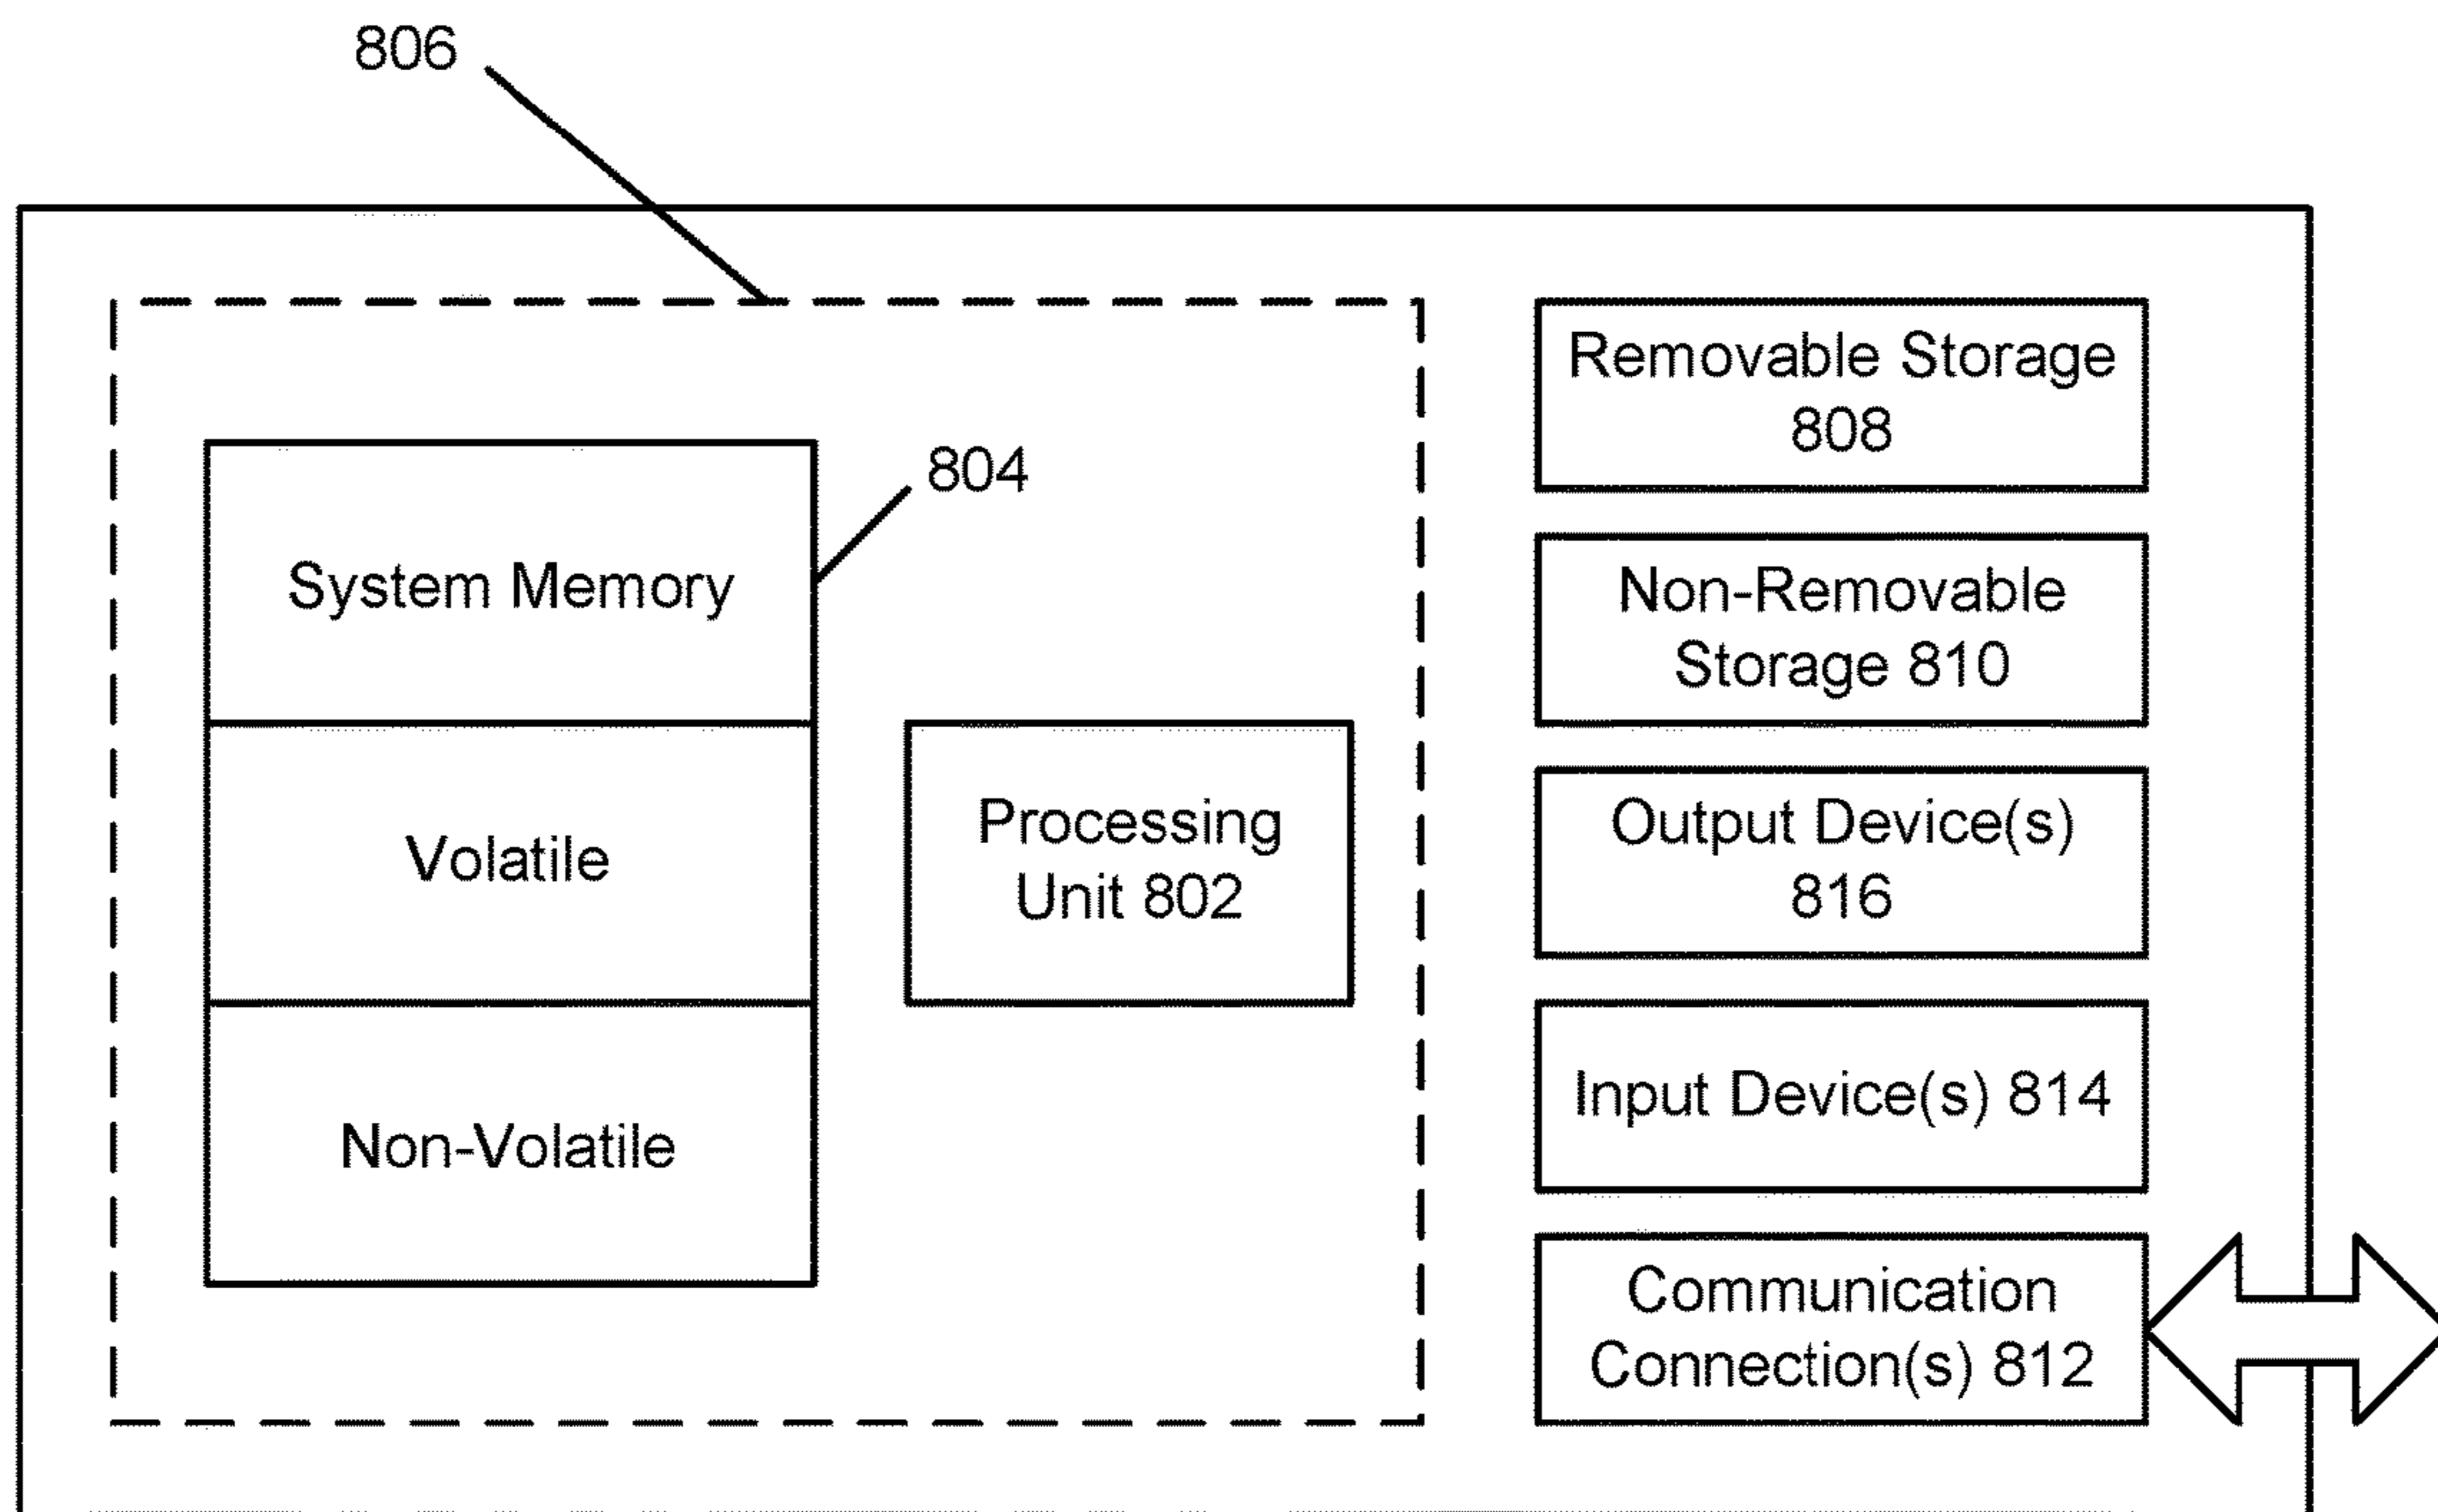 806
804
System Memory
Volatile
Non-Volatile
Processing
Unit 802
Removable Storage
808
Non-Removable
Storage 810
Output Device(s)
816
Input Device(s) 814
Communication
Connection(s) 812